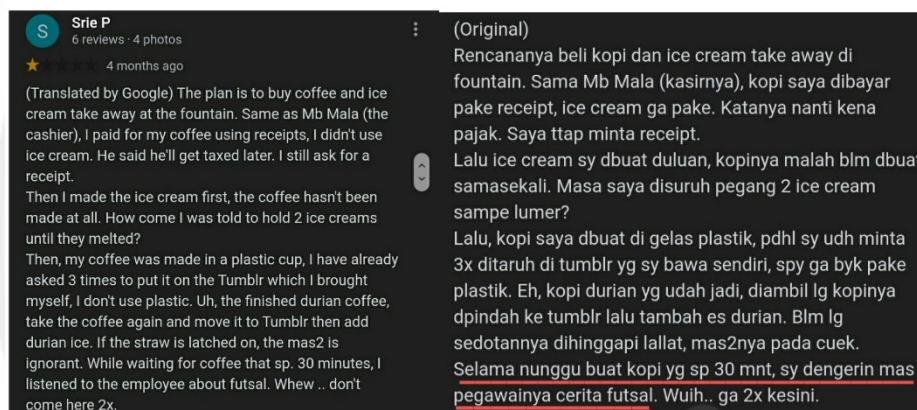 S
Srie P
6 reviews · 4 photos
4 months ago
(Translated by Google) The plan is to buy coffee and ice
cream take away at the fountain. Same as Mb Mala (the
cashier), I paid for my coffee using receipts, I didn't use
ice cream. He said he'll get taxed later. I still ask for a
receipt.
Then I made the ice cream first, the coffee hasn't been
made at all. How come I was told to hold 2 ice creams
until they melted?
Then, my coffee was made in a plastic cup, I have already
asked 3 times to put it on the Tumblr which I brought
myself, I don't use plastic. Uh, the finished durian coffee,
take the coffee again and move it to Tumblr then add
durian ice. If the straw is latched on, the mas2 is
ignorant. While waiting for coffee that sp. 30 minutes, I
listened to the employee about futsal. Whew .. don't
come here 2x.
(Original)
Rencananya beli kopi dan ice cream take away di
fountain. Sama Mb Mala (kasirnya), kopi saya dibayar
pake receipt, ice cream ga pake. Katanya nanti kena
pajak. Saya ttap minta receipt.
Lalu ice cream sy dbuat duluan, kopinya malah blm dbuat
samasekali. Masa saya disuruh pegang 2 ice cream
sampe lumer?
Lalu, kopi saya dbuat di gelas plastik, pdhl sy udh minta
3x ditaruh di tumblr yg sy bawa sendiri, spy ga byk pake
plastik. Eh, kopi durian yg udah jadi, diambil lg kopinya
dpindah ke tumblr lalu tambah es durian. Blm lg
sedotannya dihinggapi lallat, mas2nya pada cuek.
Selama nunggu buat kopi yg sp 30 mnt, sy dengerin mas
pegawainya cerita futsal. Wuih.. ga 2x kesini.